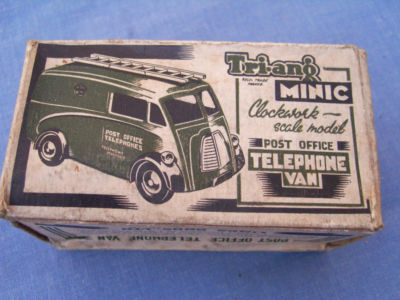 Tri-ang
REGD. TRADE
MARKS
MINIC
Clockwork —
scale model
POST OFFICE
TELEPHONE
VAN
POST OFFICE
TELEPHONES
POST OFFICE TELEPHONE VAN